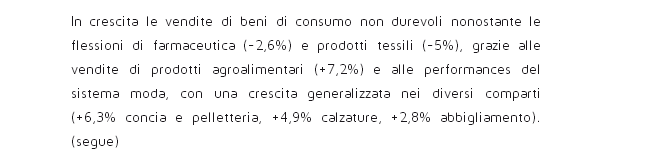 In crescita le vendite di beni di consumo non durevoli nonostante le
flessioni di farmaceutica (-2,6%) e prodotti tessili (-5%), grazie alle
vendite di prodotti agroalimentari (+7,2%) e alle performances del
sistema moda, con una crescita generalizzata nei diversi comparti
(+6,3% concia e pelletteria, +4,9% calzature, +2,8% abbigliamento).
(segue)